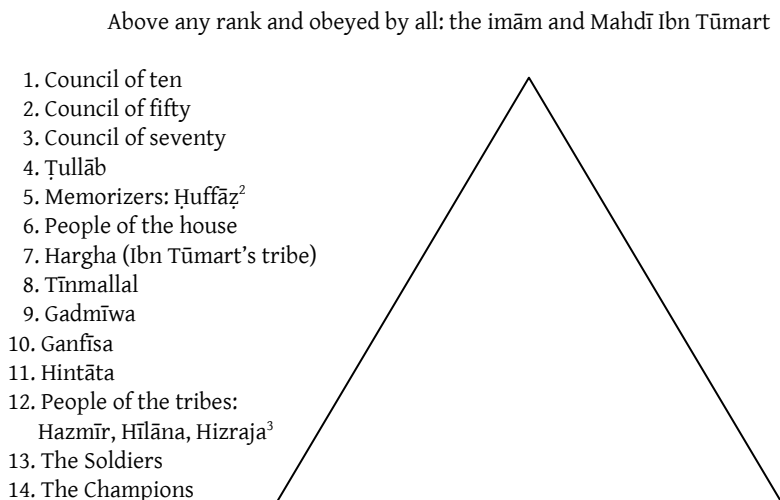 Above any rank and obeyed by all: the imām and Mahdī Ibn Tūmart
1. Council of ten
2. Council of fifty
3. Council of seventy
4. Ṭullāb
5. Memorizers: Ḥuffāẓ²
6. People of the house
7. Hargha (Ibn Tūmart’s tribe)
8. Tīnmallal
9. Gadmīwa
10. Ganfīsa
11. Hintāta
12. People of the tribes:
Hazmīr, Hīlāna, Hizraja³
13. The Soldiers
14. The Champions